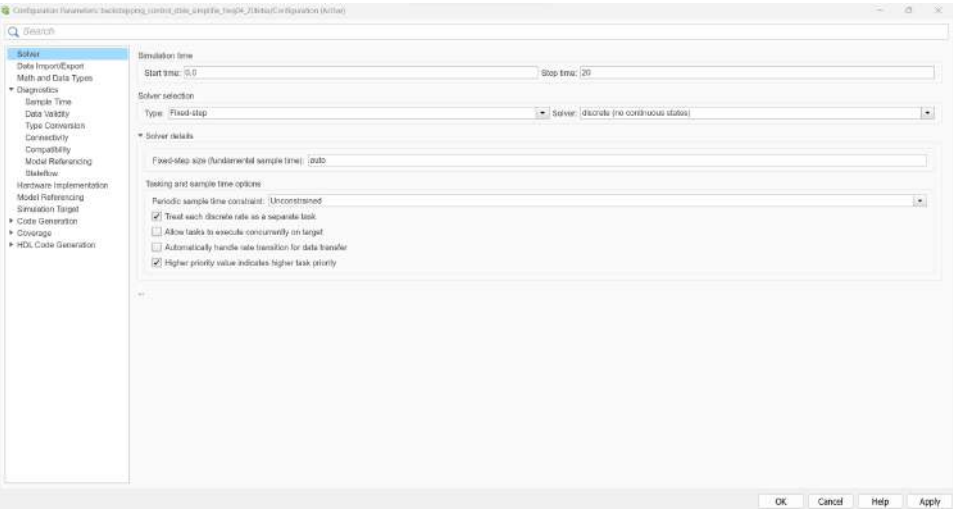 Configuration Parameters:
Search
Solver
Data Import/Export
Math and Data Types
Diagnostics
Sample Time
Data Validity
Type Conversion
Connectivity
Compatibility
Model Referencing
Stateflow
Hardware Implementation
Model Referencing
Simulation Target
Code Generation
Coverage
HDL Code Generation
Simulation time
Start time: 0.0 Stop time: 20
Solver selection
Type: Fixed-step Solver: discrete (no continuous states)
Solver details
Fixed-step size (fundamental sample time): auto
Tasking and sample time options
Periodic sample time constraint: Unconstrained
Treat each discrete rate as a separate task
Allow tasks to execute concurrently on target
Automatically handle rate transition for data transfer
Higher priority value indicates higher task priority
...
OK Cancel Help Apply